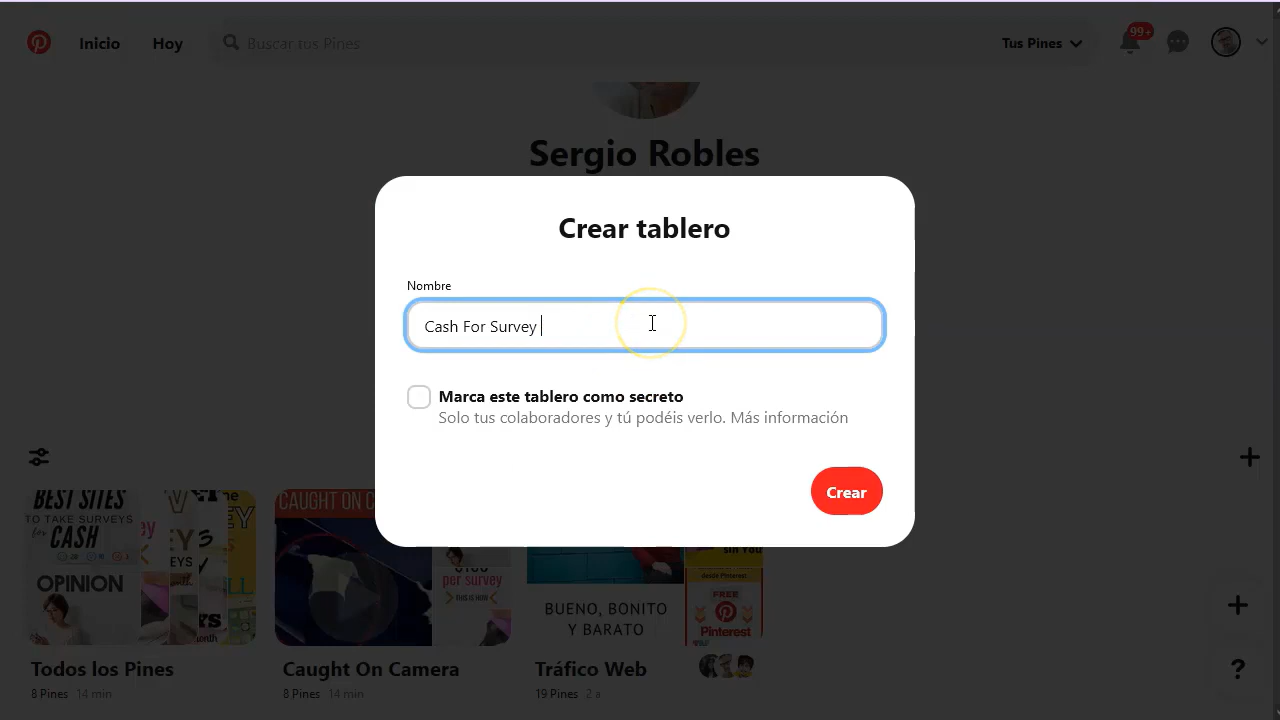 Inicio
Hoy
Buscar tus Pines
Tus Pines
99+
Sergio Robles
Crear tablero
Nombre
Cash For Survey
Marca este tablero como secreto
Solo tus colaboradores y tú podéis verlo. Más información
Crear
BEST SITES
TO TAKE SURVEYS
for
CASH
OPINION
CAUGHT ON C
per survey
BUENO, BONITO
Y BARATO
desde Pinterest
FREE
Pinterest
Todos los Pines
8 Pines 14 min
Caught On Camera
8 Pines 14 min
Tráfico Web
19 Pines 2 a
?